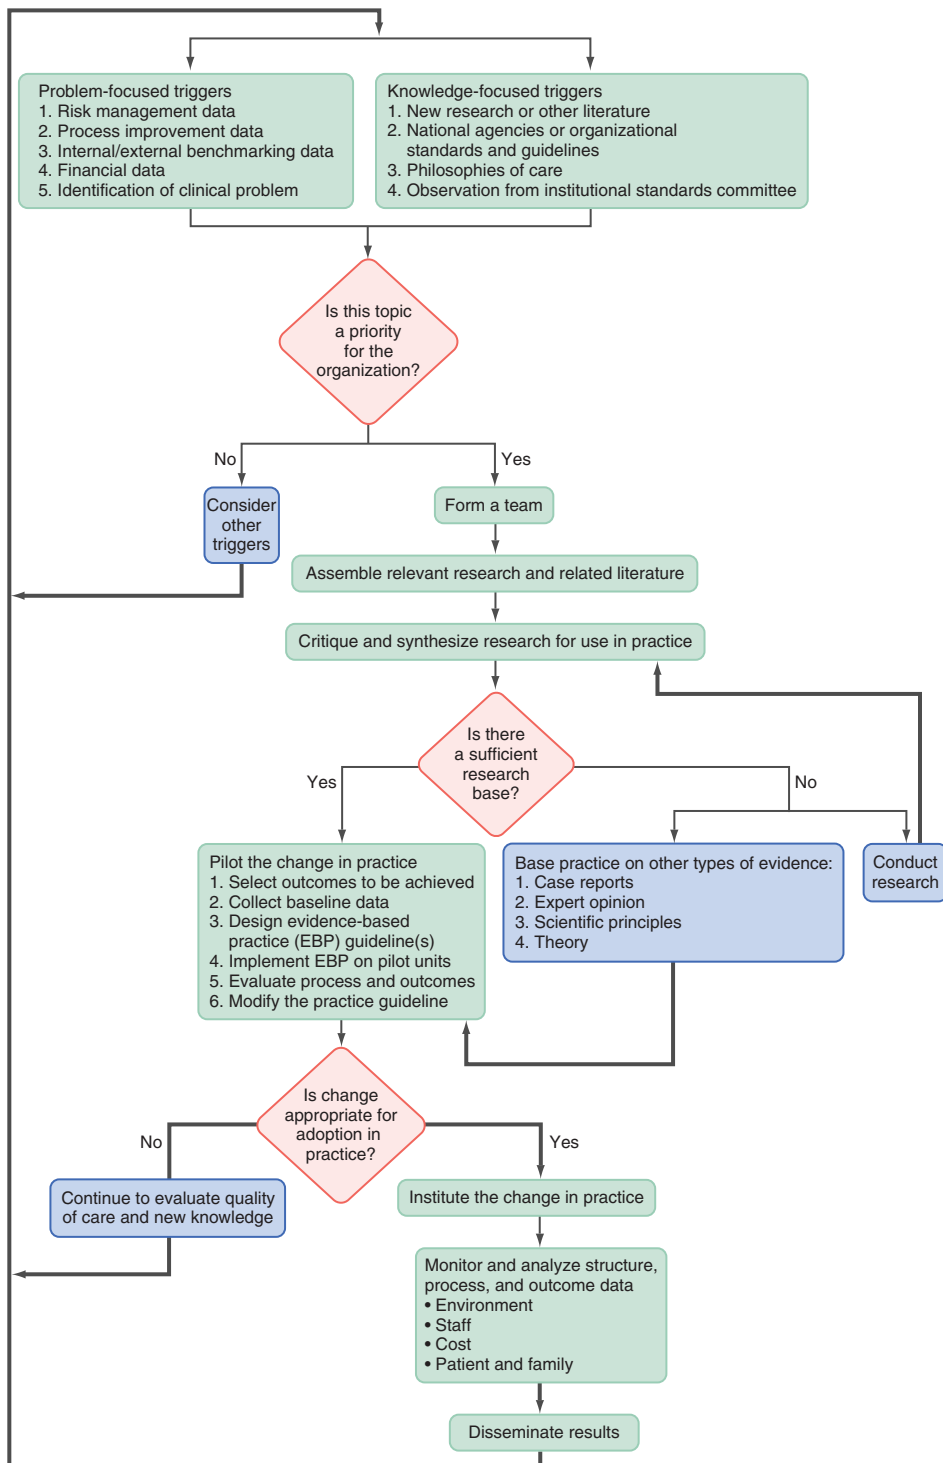 Problem-focused triggers
1. Risk management data
2. Process improvement data
3. Internal/external benchmarking data
4. Financial data
5. Identification of clinical problem
Knowledge-focused triggers
1. New research or other literature
2. National agencies or organizational
standards and guidelines
3. Philosophies of care
4. Observation from institutional standards committee
Is this topic
a priority
for the
organization?
No
Yes
Consider
other
triggers
Form a team
Assemble relevant research and related literature
Critique and synthesize research for use in practice
Is there
a sufficient
research
base?
Yes
No
Pilot the change in practice
1. Select outcomes to be achieved
2. Collect baseline data
3. Design evidence-based
practice (EBP) guideline(s)
4. Implement EBP on pilot units
5. Evaluate process and outcomes
6. Modify the practice guideline
Base practice on other types of evidence:
1. Case reports
2. Expert opinion
3. Scientific principles
4. Theory
Conduct
research
Is change
appropriate for
adoption in
practice?
No
Yes
Continue to evaluate quality
of care and new knowledge
Institute the change in practice
Monitor and analyze structure,
process, and outcome data
• Environment
• Staff
• Cost
• Patient and family
Disseminate results